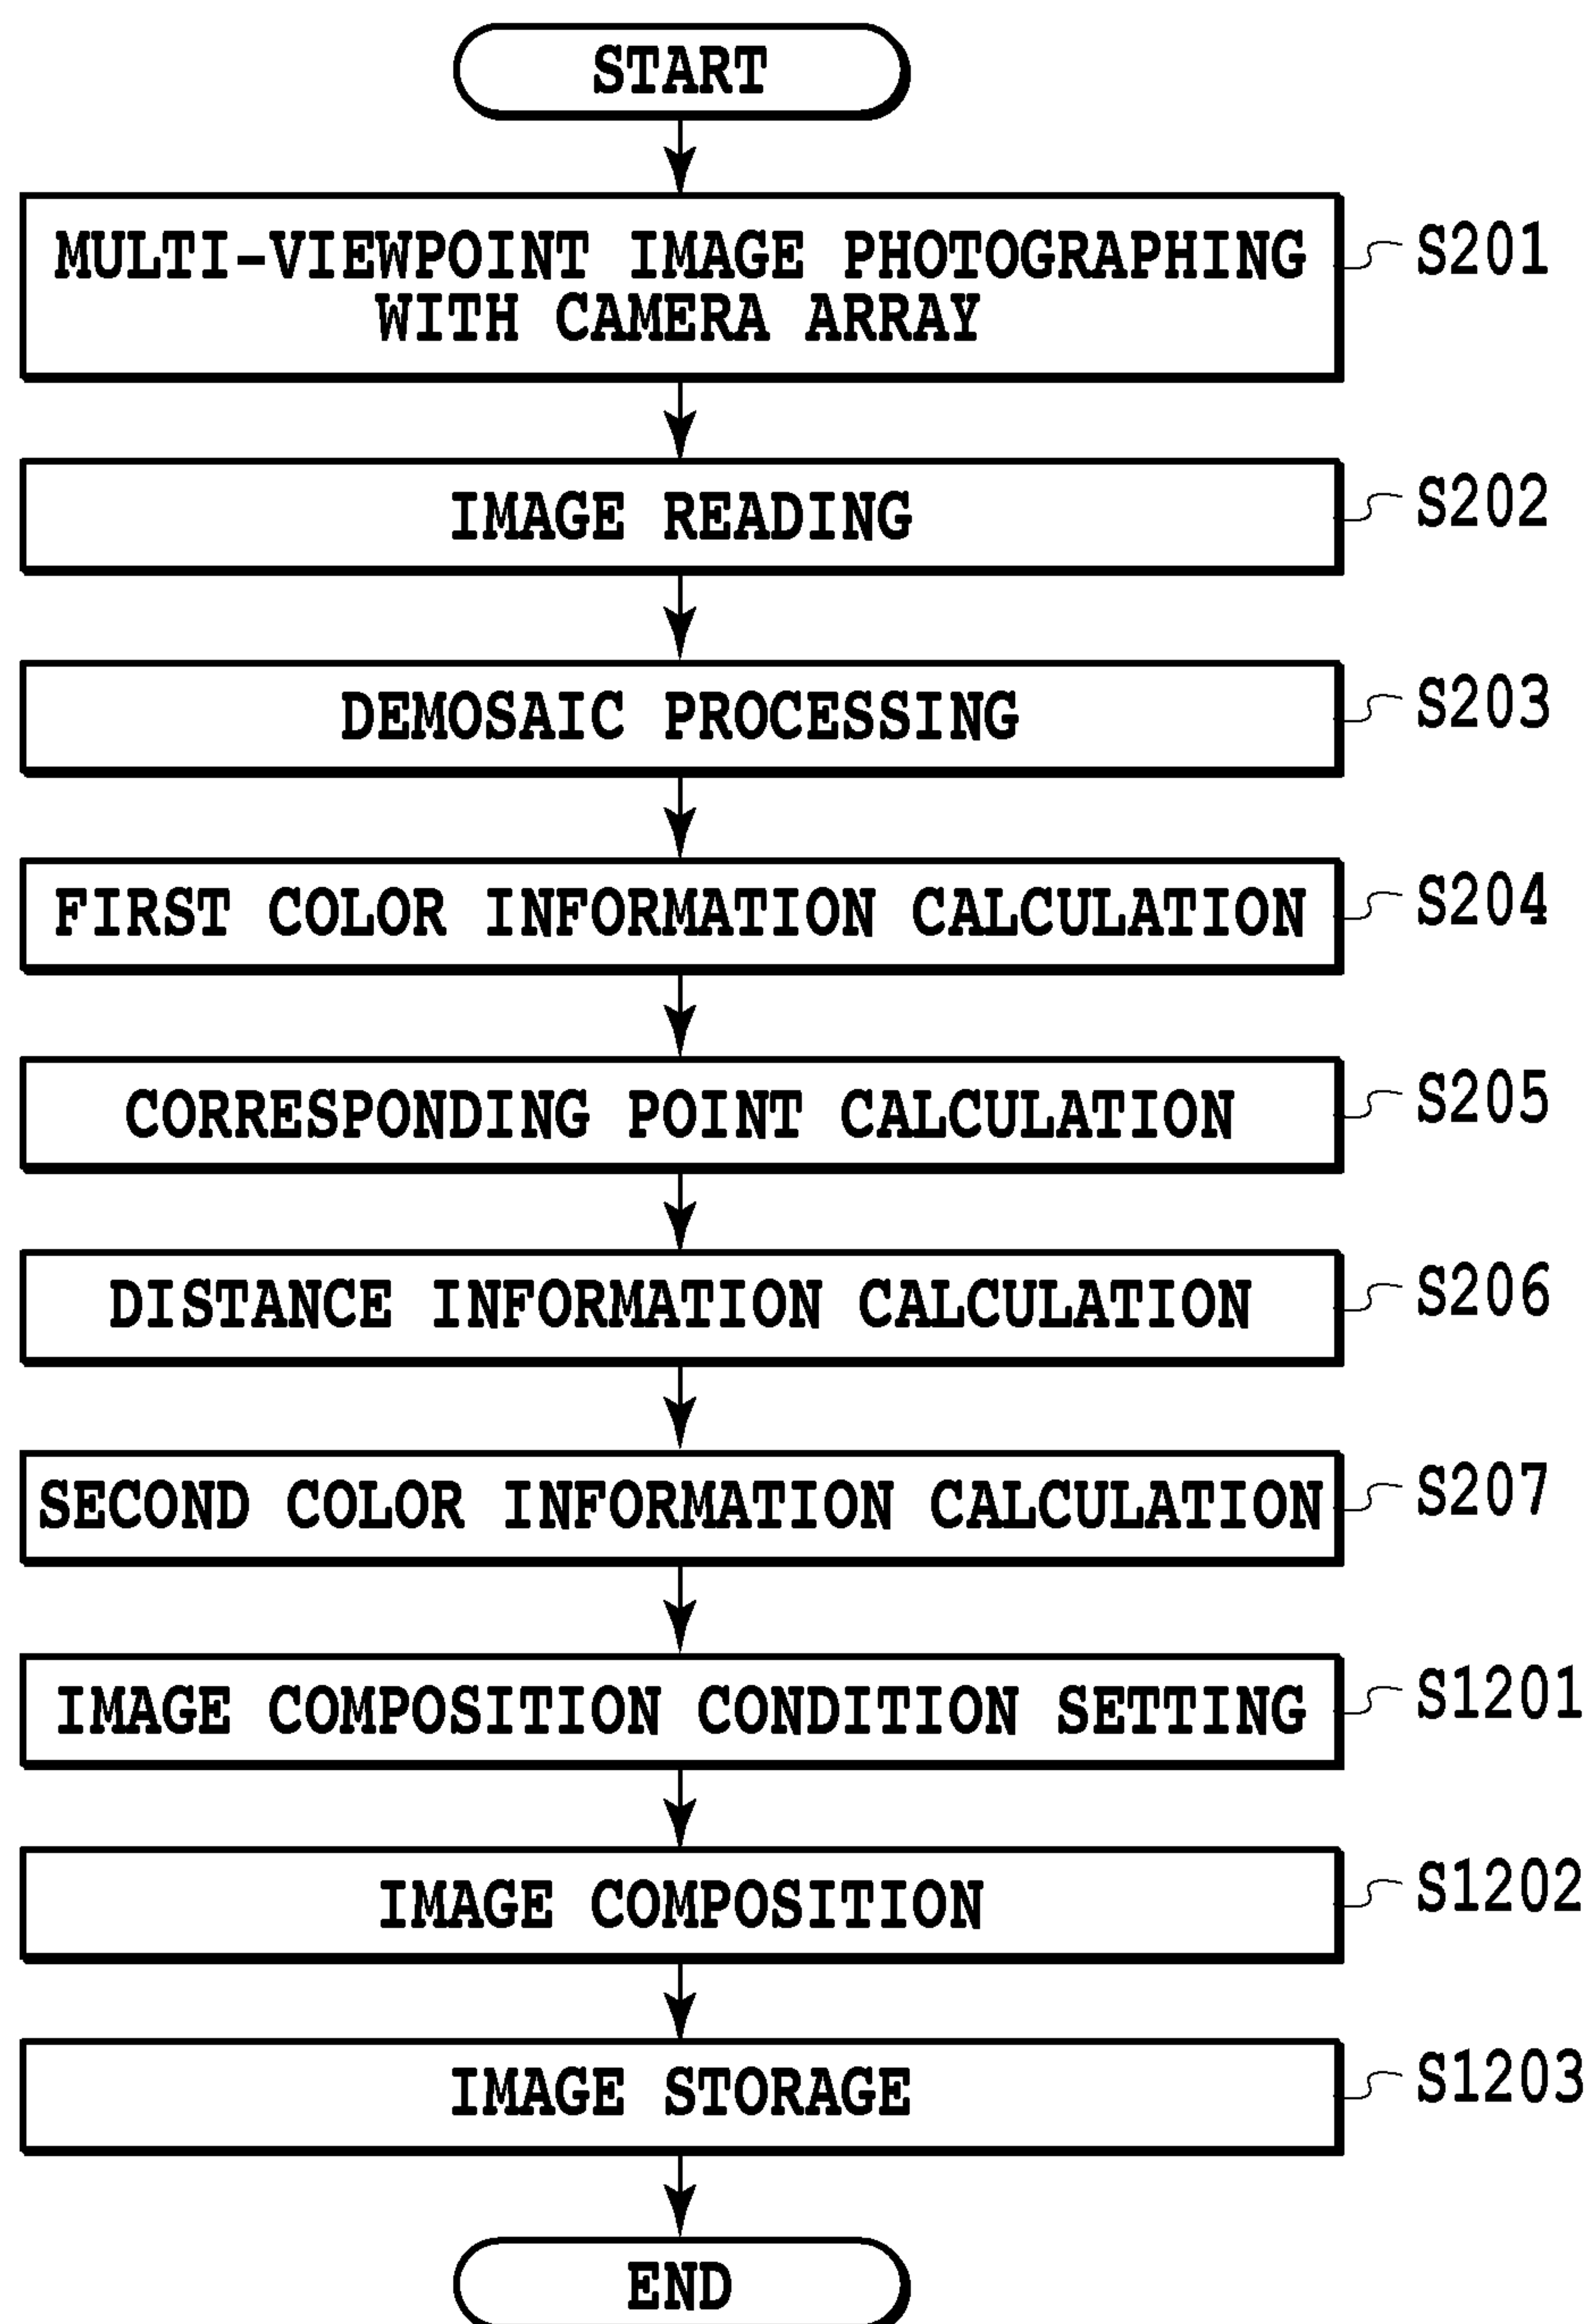 START
MULTI-VIEWPOINT IMAGE PHOTOGRAPHING
WITH CAMERA ARRAY
S201
IMAGE READING
S202
DEMOSAIC PROCESSING
S203
FIRST COLOR INFORMATION CALCULATION
S204
CORRESPONDING POINT CALCULATION
S205
DISTANCE INFORMATION CALCULATION
S206
SECOND COLOR INFORMATION CALCULATION
S207
IMAGE COMPOSITION CONDITION SETTING
S1201
IMAGE COMPOSITION
S1202
IMAGE STORAGE
S1203
END